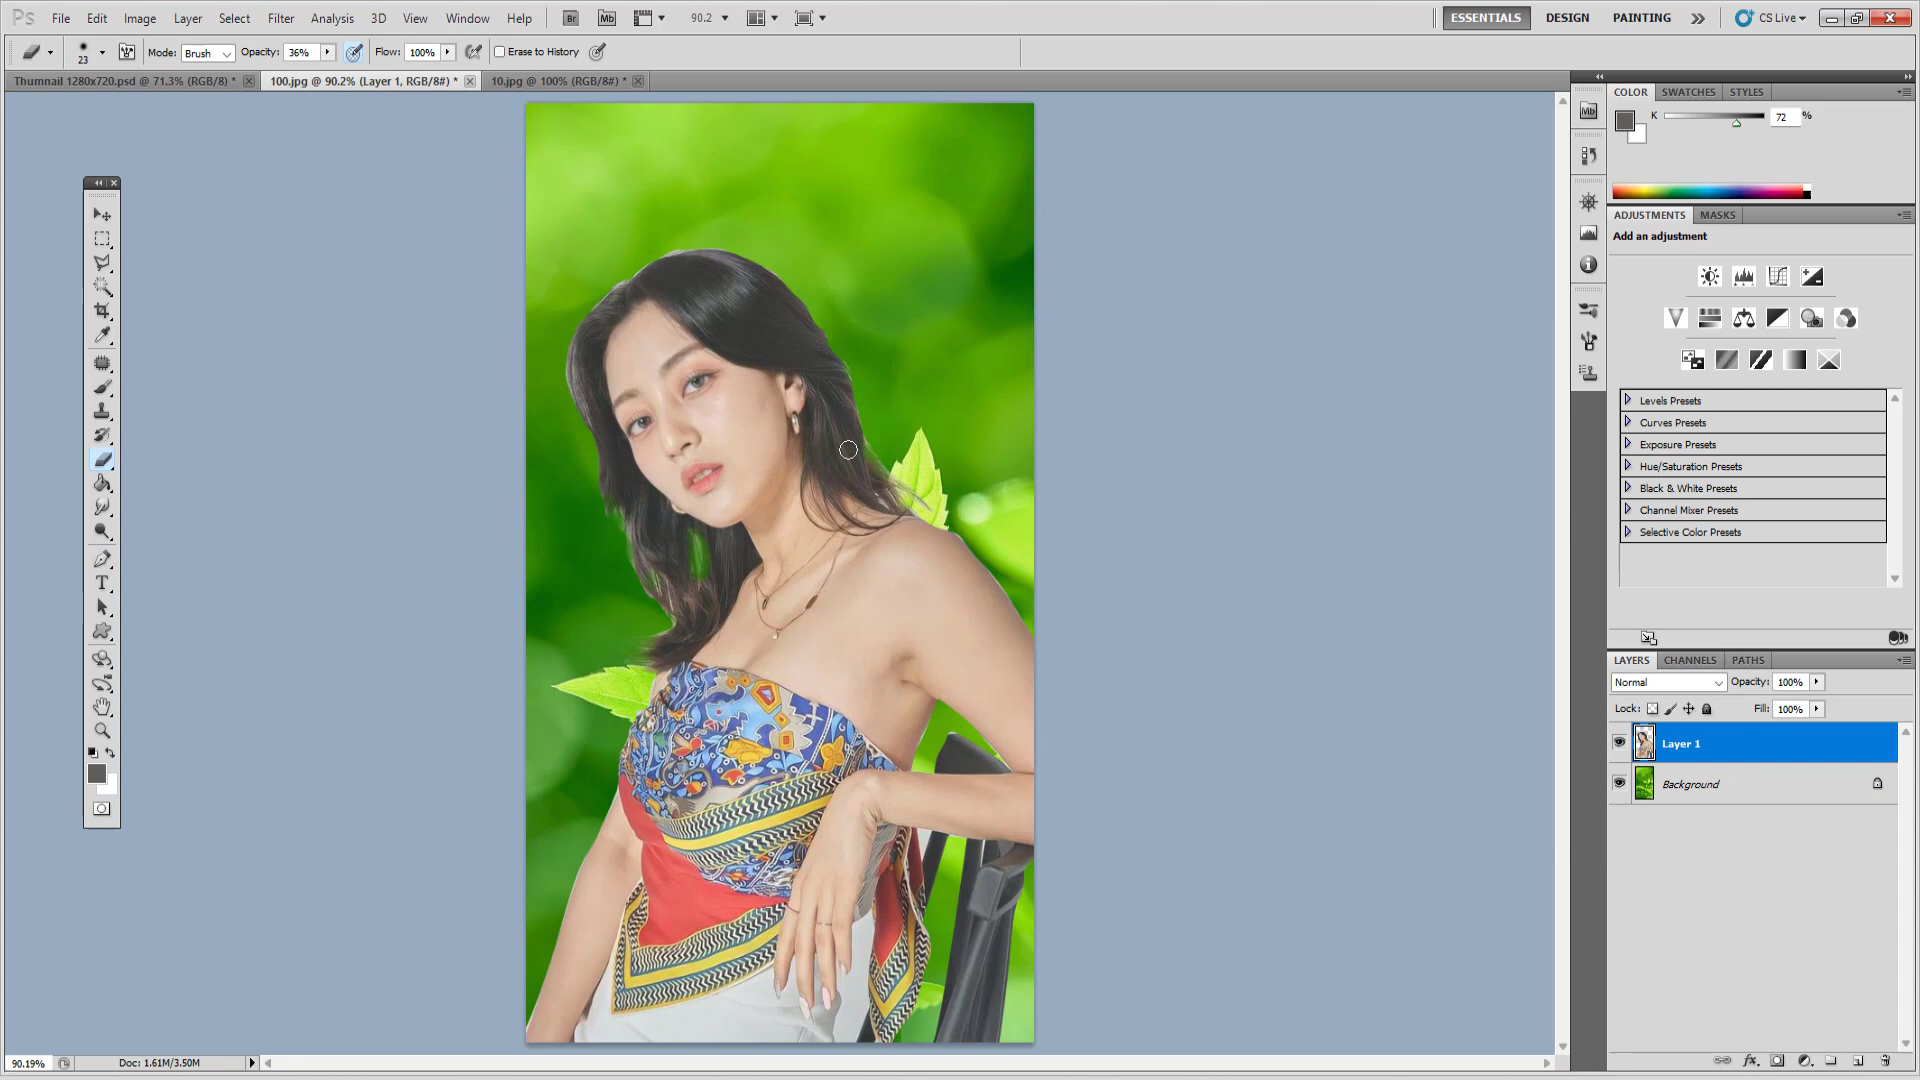 Ps File Edit Image Layer Select Filter Analysis 3D View Window Help Br Mb 90.2 ESSENTIALS DESIGN PAINTING CS Live
23 Mode: Brush Opacity: 36% Flow: 100% Erase to History
Thumnail 1280x720.psd @ 71.3% (RGB/8) * 100.jpg @ 90.2% (Layer 1, RGB/8#) * 10.jpg @ 100% (RGB/8#) *
Mb
COLOR SWATCHES STYLES
K 72 %
ADJUSTMENTS MASKS
Add an adjustment
Levels Presets
Curves Presets
Exposure Presets
Hue/Saturation Presets
Black & White Presets
Channel Mixer Presets
Selective Color Presets
LAYERS CHANNELS PATHS
Normal Opacity: 100%
Lock: Fill: 100%
Layer 1
Background
90.19% Doc: 1.61M/3.50M